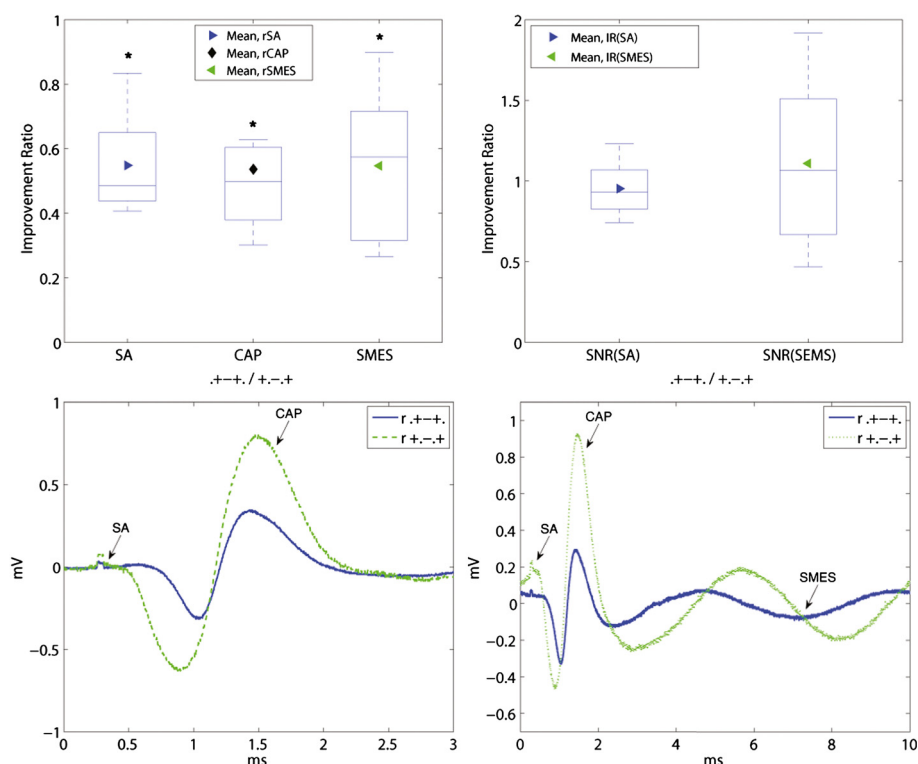 Improvement Ratio
1
0.8
0.6
0.4
0.2
0
Mean, rSA
Mean, rCAP
Mean, rSMES
*
*
*
SA
CAP
SMES
.+−+. / +.−.+
Improvement Ratio
2
1.5
1
0.5
0
Mean, IR(SA)
Mean, IR(SMES)
SNR(SA)
SNR(SEMS)
.+−+. / +.−.+
mV
1
0.5
0
−0.5
−1
CAP
SA
r .+−+.
r +.−.+
0
0.5
1
1.5
2
2.5
3
ms
mV
1
0.8
0.6
0.4
0.2
0
−0.2
−0.4
−0.6
CAP
SA
SMES
r .+−+.
r +.−.+
0
2
4
6
8
10
ms